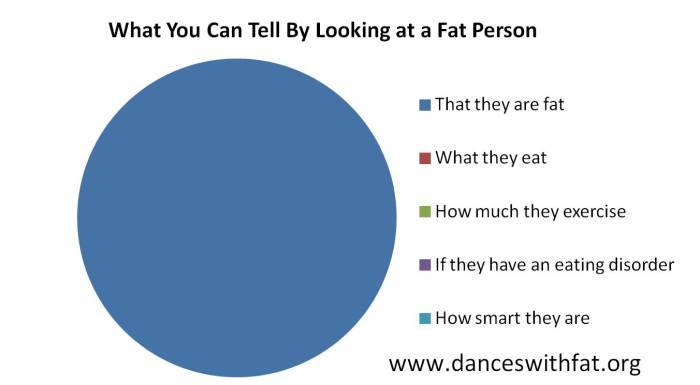 What You Can Tell By Looking at a Fat Person
That they are fat
What they eat
How much they exercise
If they have an eating disorder
How smart they are
www.danceswithfat.org